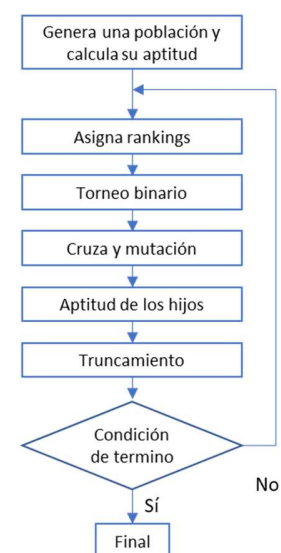 Genera una población y
calcula su aptitud
Asigna rankings
Torneo binario
Cruza y mutación
Aptitud de los hijos
Truncamiento
Condición
de termino
No
Sí
Final